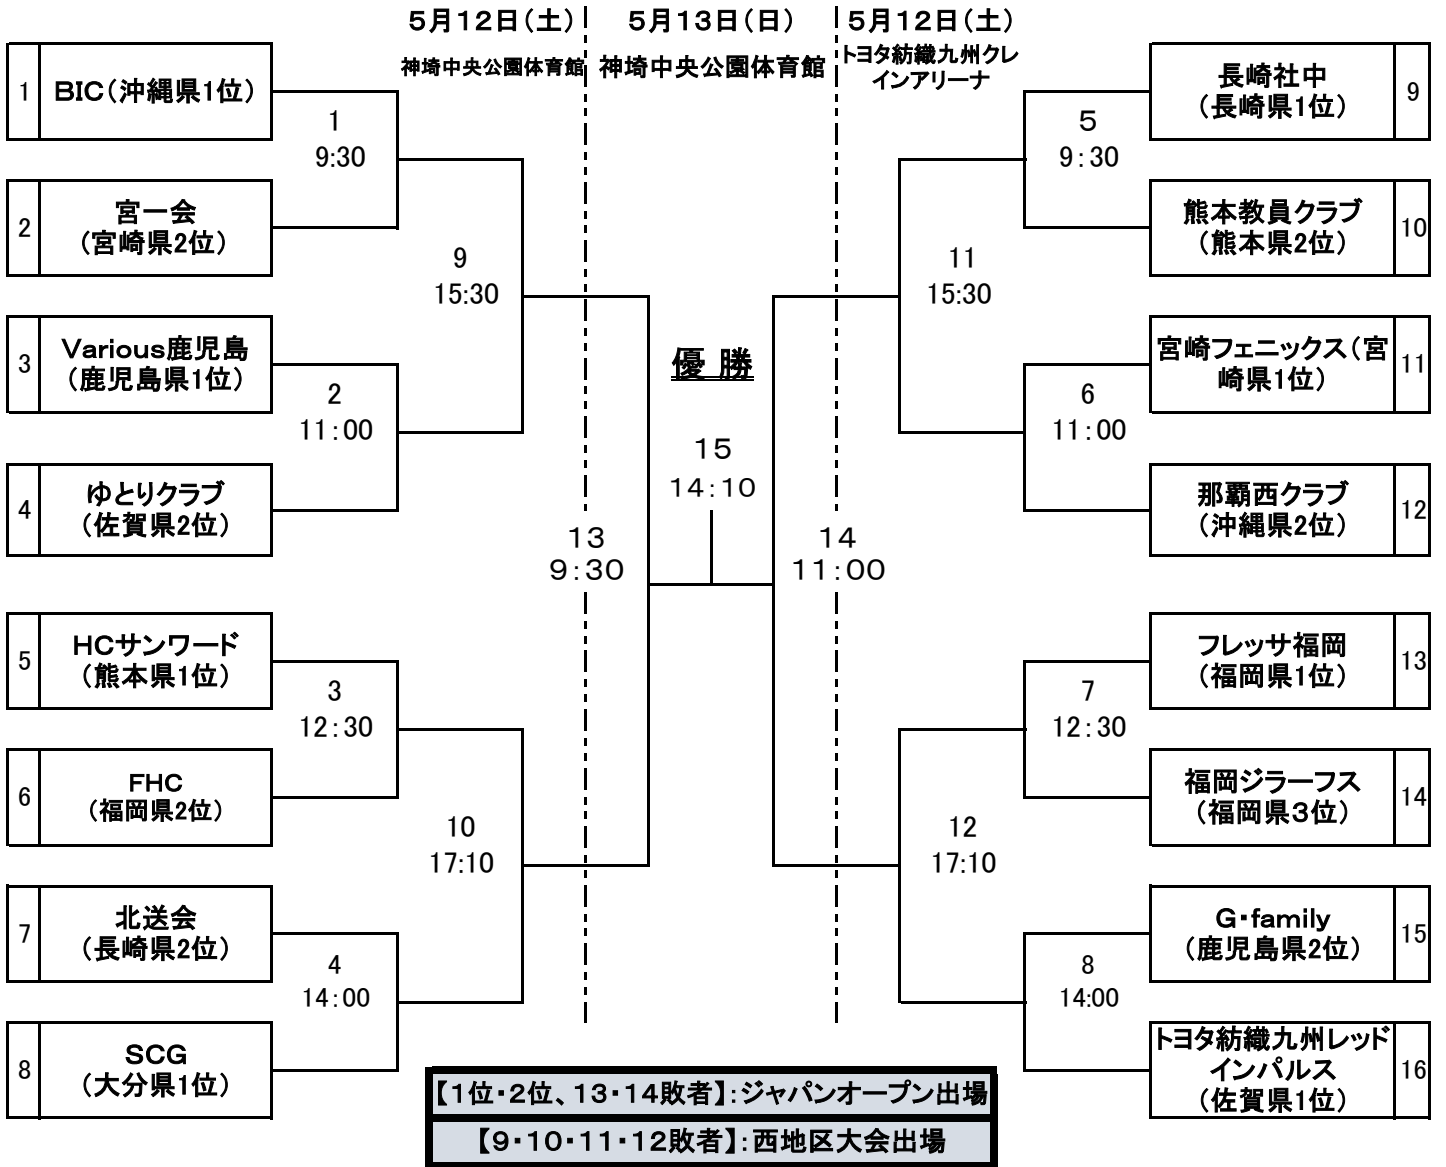 ５月１２日（土）
神埼中央公園体育館
５月１３日（日）
神埼中央公園体育館
５月１２日（土）
トヨタ紡織九州クレ
インアリーナ
1
BIC（沖縄県1位）
2
宮一会
（宮崎県2位）
3
Various鹿児島
（鹿児島県1位）
4
ゆとりクラブ
（佐賀県2位）
5
HCサンワード
（熊本県1位）
6
FHC
（福岡県2位）
7
北送会
（長崎県2位）
8
SCG
（大分県1位）
1
9:30
2
11:00
3
12:30
4
14:00
9
15:30
10
17:10
13
9:30
優 勝
15
14:10
14
11:00
11
15:30
12
17:10
5
9:30
6
11:00
7
12:30
8
14:00
長崎社中
（長崎県1位）
9
熊本教員クラブ
（熊本県2位）
10
宮崎フェニックス（宮
崎県1位）
11
那覇西クラブ
（沖縄県2位）
12
フレッサ福岡
（福岡県1位）
13
福岡ジラーフス
（福岡県３位）
14
G・family
（鹿児島県2位）
15
トヨタ紡織九州レッド
インパルス
（佐賀県1位）
16
【１位・２位、１３・１４敗者】：ジャパンオープン出場
【９・１０・１１・１２敗者】：西地区大会出場